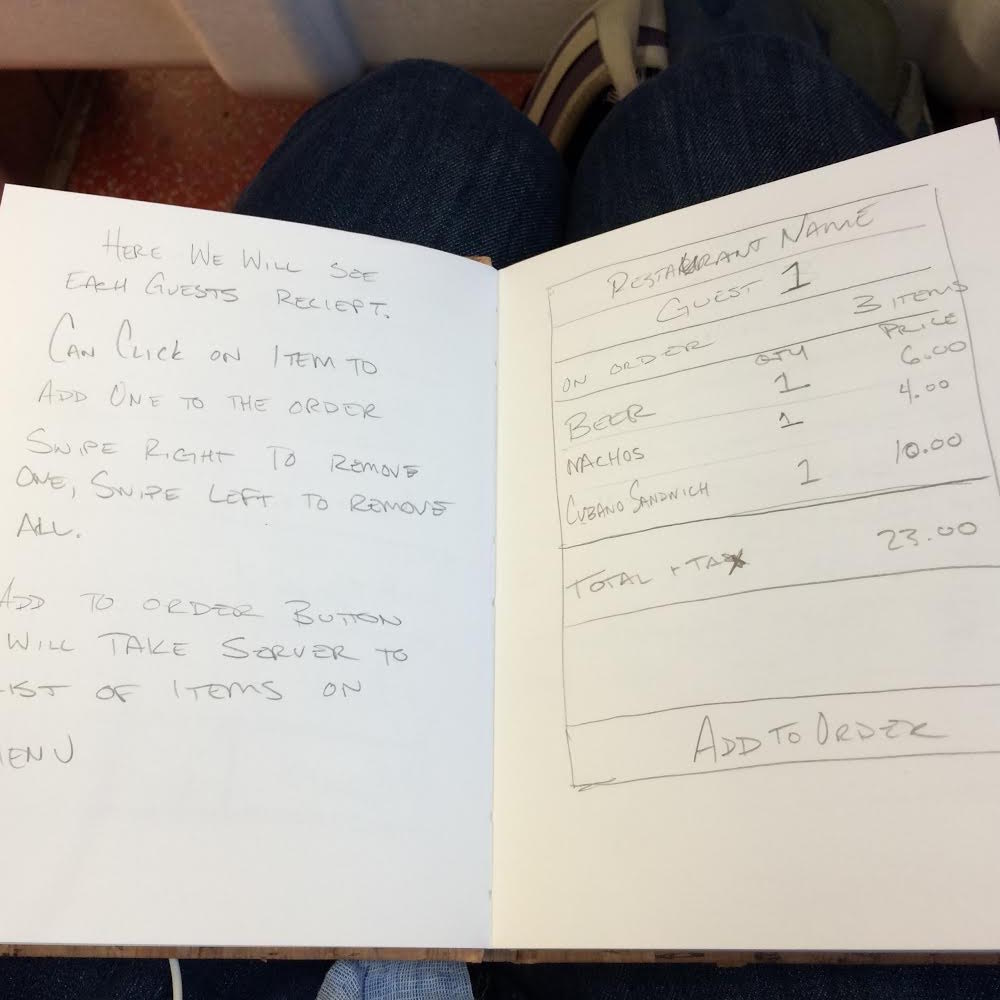 HERE WE WILL SEE
EACH GUESTS RECIEPT.
CAN CLICK ON ITEM TO
ADD ONE TO THE ORDER
SWIPE RIGHT TO REMOVE
ONE, SWIPE LEFT TO REMOVE
ALL.
ADD TO ORDER BUTTON
WILL TAKE SERVER TO
IST OF ITEMS ON
ENU
RESTAURANT NAME
GUEST 1
3 ITEMS
ON ORDER QTY PRICE
BEER 1 6.00
NACHOS 1 4.00
CUBANO SANDWICH 1 10.00
TOTAL + TAX 23.00
ADD TO ORDER